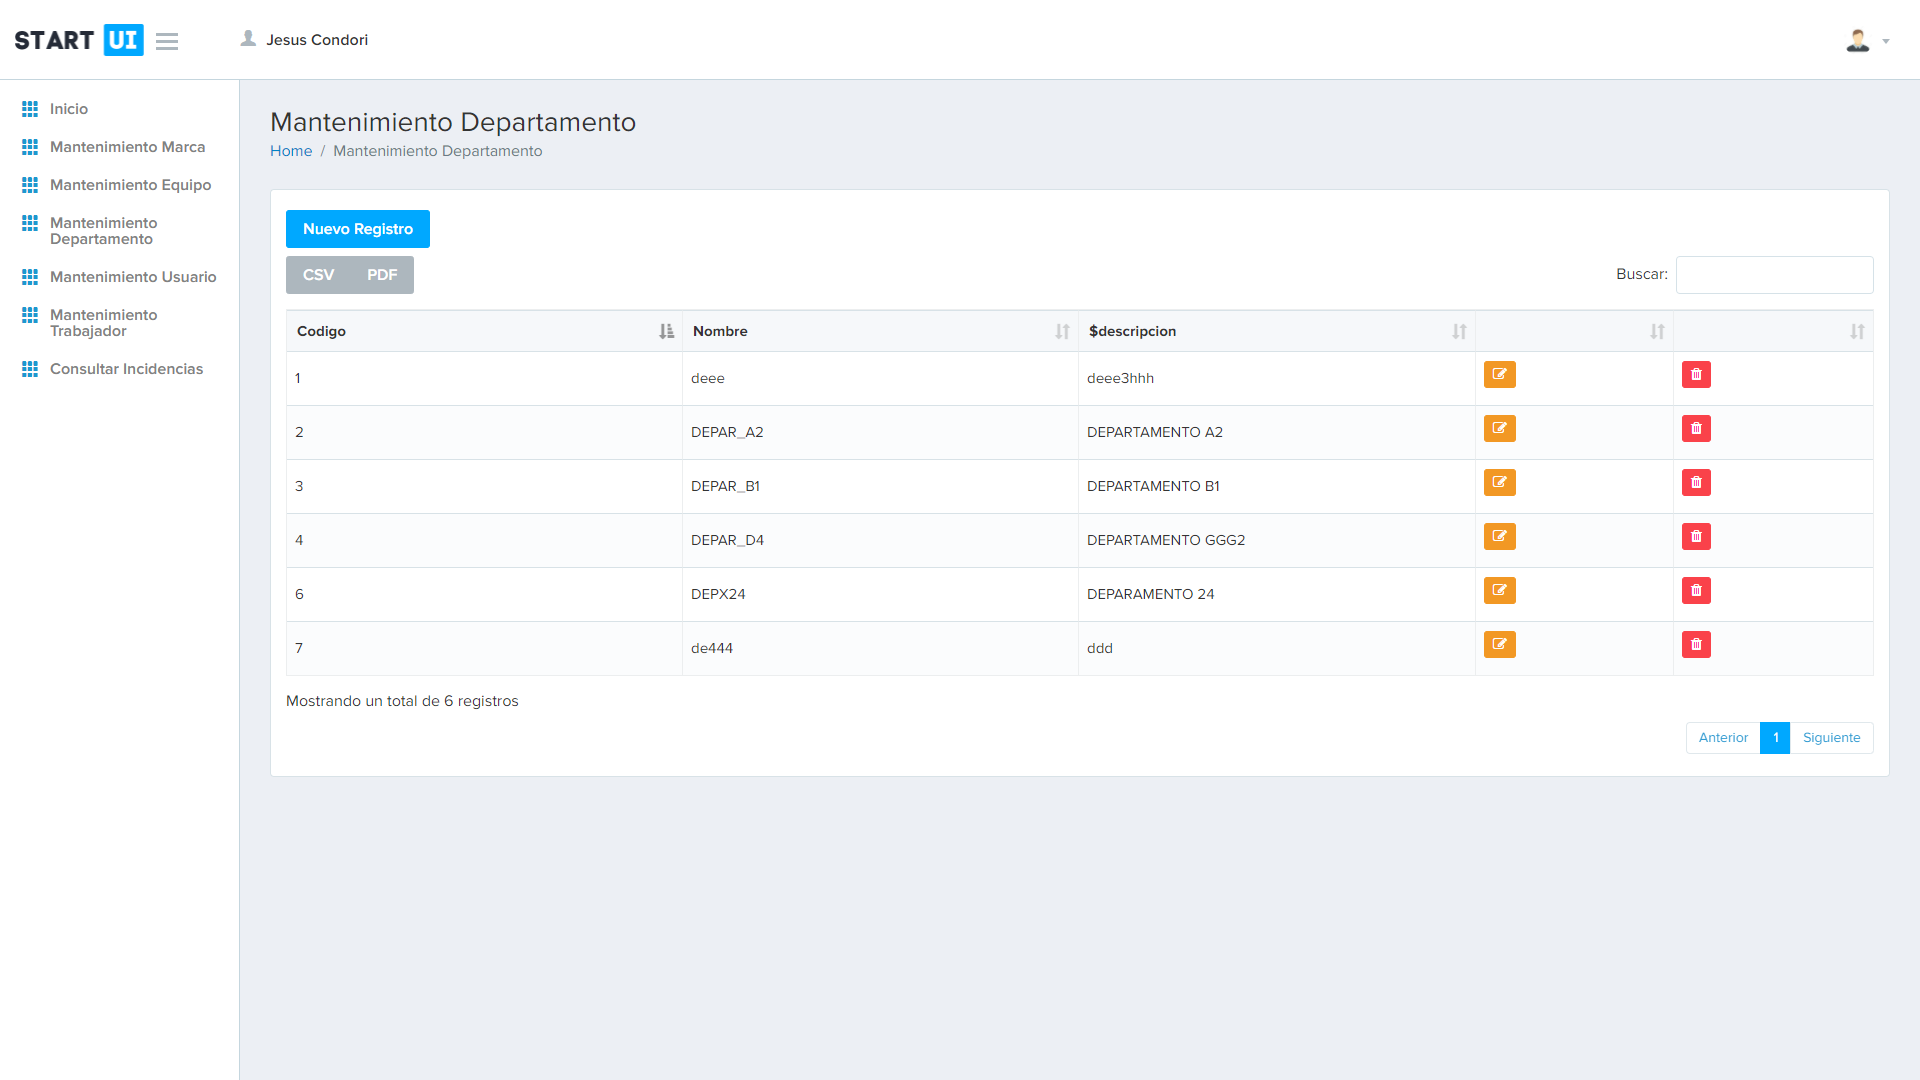 START UI
Jesus Condori
Inicio
Mantenimiento Marca
Mantenimiento Equipo
Mantenimiento
Departamento
Mantenimiento Usuario
Mantenimiento
Trabajador
Consultar Incidencias
Mantenimiento Departamento
Home / Mantenimiento Departamento
Nuevo Registro
CSV PDF
Buscar:
Codigo Nombre $descripcion
1 deee deee3hhh
2 DEPAR_A2 DEPARTAMENTO A2
3 DEPAR_B1 DEPARTAMENTO B1
4 DEPAR_D4 DEPARTAMENTO GGG2
6 DEPX24 DEPARAMENTO 24
7 de444 ddd
Mostrando un total de 6 registros
Anterior 1 Siguiente